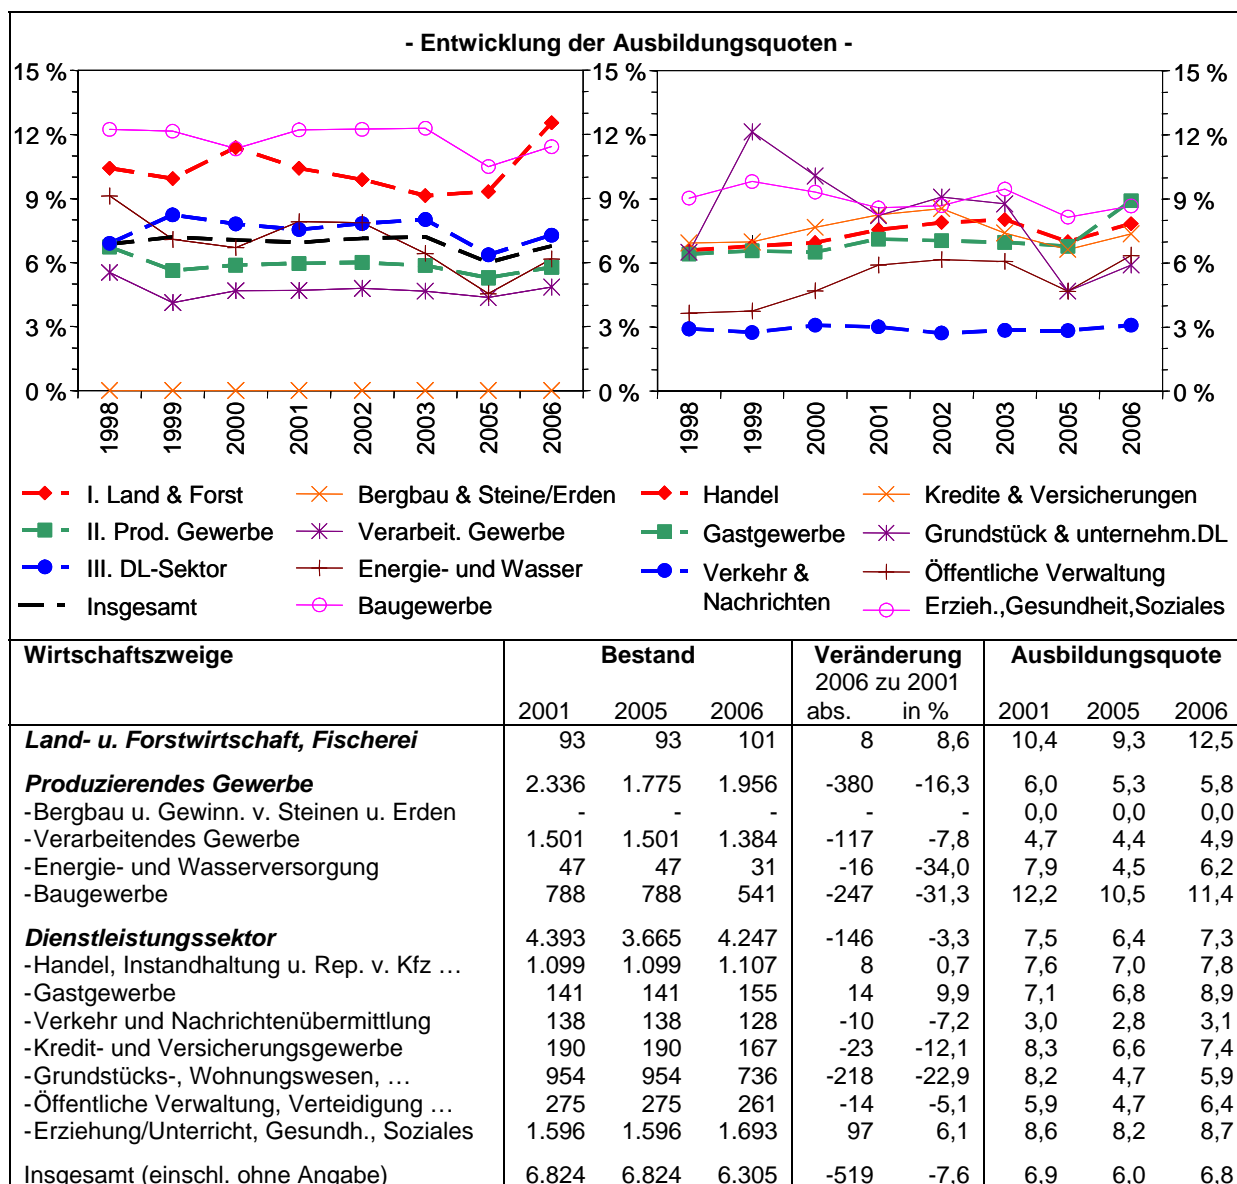 - Entwicklung der Ausbildungsquoten -
15 %
12 %
9 %
6 %
3 %
0 %
15 %
12 %
9 %
6 %
3 %
0 %
15 %
12 %
9 %
6 %
3 %
0 %
1998 1999 2000 2001 2002 2003 2005 2006
1998 1999 2000 2001 2002 2003 2005 2006
I. Land & Forst Bergbau & Steine/Erden Handel Kredite & Versicherungen
II. Prod. Gewerbe Verarbeit. Gewerbe Gastgewerbe Grundstück & unternehm.DL
III. DL-Sektor Energie- und Wasser Verkehr & Nachrichten Öffentliche Verwaltung
Insgesamt Baugewerbe Erzieh.,Gesundheit,Soziales
Wirtschaftszweige Bestand Veränderung Ausbildungsquote
2006 zu 2001
2001 2005 2006 abs. in % 2001 2005 2006
Land- u. Forstwirtschaft, Fischerei 93 93 101 8 8,6 10,4 9,3 12,5
Produzierendes Gewerbe 2.336 1.775 1.956 -380 -16,3 6,0 5,3 5,8
-Bergbau u. Gewinn. v. Steinen u. Erden - - - - - 0,0 0,0 0,0
-Verarbeitendes Gewerbe 1.501 1.501 1.384 -117 -7,8 4,7 4,4 4,9
-Energie- und Wasserversorgung 47 47 31 -16 -34,0 7,9 4,5 6,2
-Baugewerbe 788 788 541 -247 -31,3 12,2 10,5 11,4
Dienstleistungssektor 4.393 3.665 4.247 -146 -3,3 7,5 6,4 7,3
-Handel, Instandhaltung u. Rep. v. Kfz … 1.099 1.099 1.107 8 0,7 7,6 7,0 7,8
-Gastgewerbe 141 141 155 14 9,9 7,1 6,8 8,9
-Verkehr und Nachrichtenübermittlung 138 138 128 -10 -7,2 3,0 2,8 3,1
-Kredit- und Versicherungsgewerbe 190 190 167 -23 -12,1 8,3 6,6 7,4
-Grundstücks-, Wohnungswesen, … 954 954 736 -218 -22,9 8,2 4,7 5,9
-Öffentliche Verwaltung, Verteidigung … 275 275 261 -14 -5,1 5,9 4,7 6,4
-Erziehung/Unterricht, Gesundh., Soziales 1.596 1.596 1.693 97 6,1 8,6 8,2 8,7
Insgesamt (einschl. ohne Angabe) 6.824 6.824 6.305 -519 -7,6 6,9 6,0 6,8